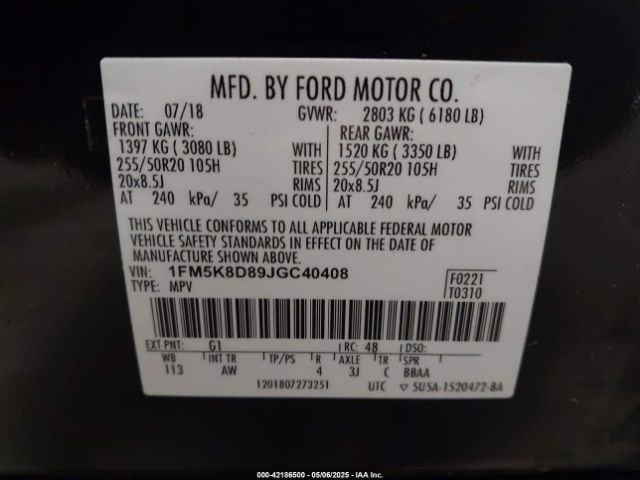 MFD. BY FORD MOTOR CO.
DATE: 07/18 GVWR: 2803 KG ( 6180 LB)
FRONT GAWR: REAR GAWR:
1397 KG ( 3080 LB) WITH 1520 KG ( 3350 LB) WITH
255/50R20 105H TIRES 255/50R20 105H TIRES
20x8.5J RIMS 20x8.5J RIMS
AT 240 kPa/ 35 PSI COLD AT 240 kPa/ 35 PSI COLD
THIS VEHICLE CONFORMS TO ALL APPLICABLE FEDERAL MOTOR
VEHICLE SAFETY STANDARDS IN EFFECT ON THE DATE OF
MANUFACTURE SHOWN ABOVE.
VIN: 1FM5K8D89JGC40408 F0221
TYPE: MPV T0310
EXT PNT: G1 RC: 48 DSO:
WB INT TR TP/PS R AXLE TR SPR
113 AW 4 3J C BBAA
1201807273251 UTC ▽ 5U5A-1520472-BA
000-42186500 - 05/06/2025 - IAAI Inc.